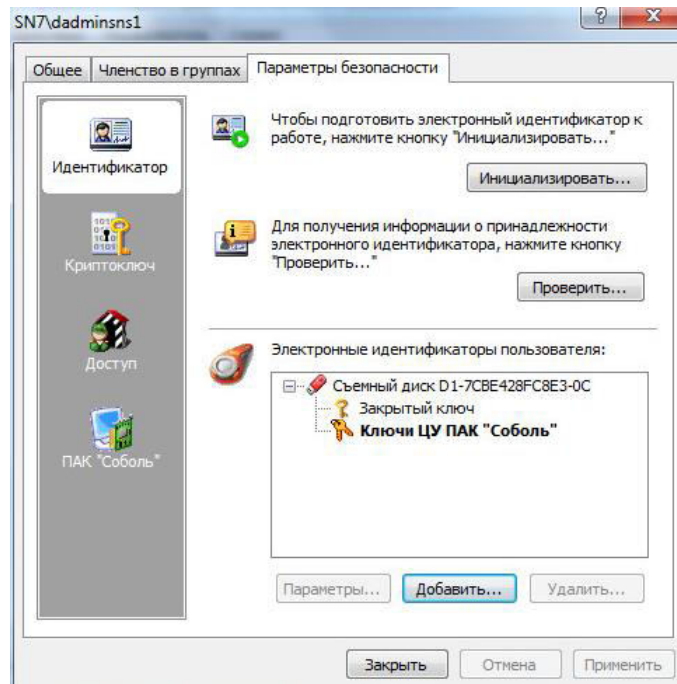 SN7\dadminsns1
Общее
Членство в группах
Параметры безопасности
Идентификатор
Криптоключ
Доступ
ПАК "Соболь"
Чтобы подготовить электронный идентификатор к
работе, нажмите кнопку "Инициализировать..."
Инициализировать...
Для получения информации о принадлежности
электронного идентификатора, нажмите кнопку
"Проверить..."
Проверить...
Электронные идентификаторы пользователя:
Съемный диск D1-7CBE428FC8E3-0C
Закрытый ключ
Ключи ЦУ ПАК "Соболь"
Параметры...
Добавить...
Удалить...
Закрыть
Отмена
Применить